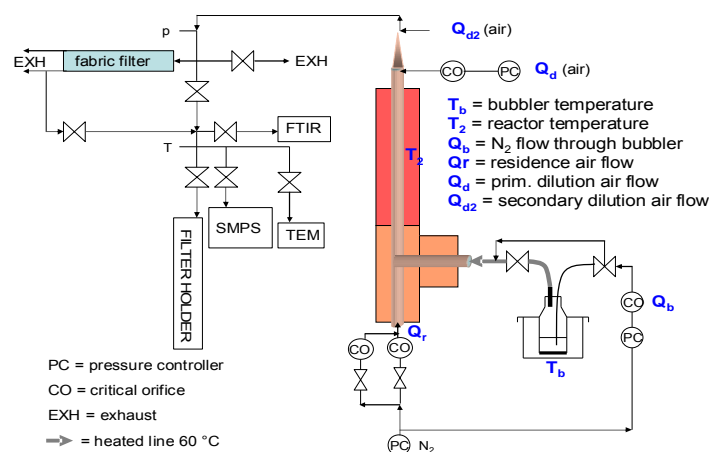 p
Q_d2 (air)
EXH
fabric filter
EXH
CO
PC
Q_d (air)
T_b = bubbler temperature
T_2 = reactor temperature
Q_b = N_2 flow through bubbler
Qr = residence air flow
Q_d = prim. dilution air flow
Q_d2 = secondary dilution air flow
FTIR
T
T_2
SMPS
TEM
FILTER HOLDER
CO
Q_b
PC
Q_r
CO
CO
T_b
PC = pressure controller
CO = critical orifice
EXH = exhaust
= heated line 60 °C
PC
N_2